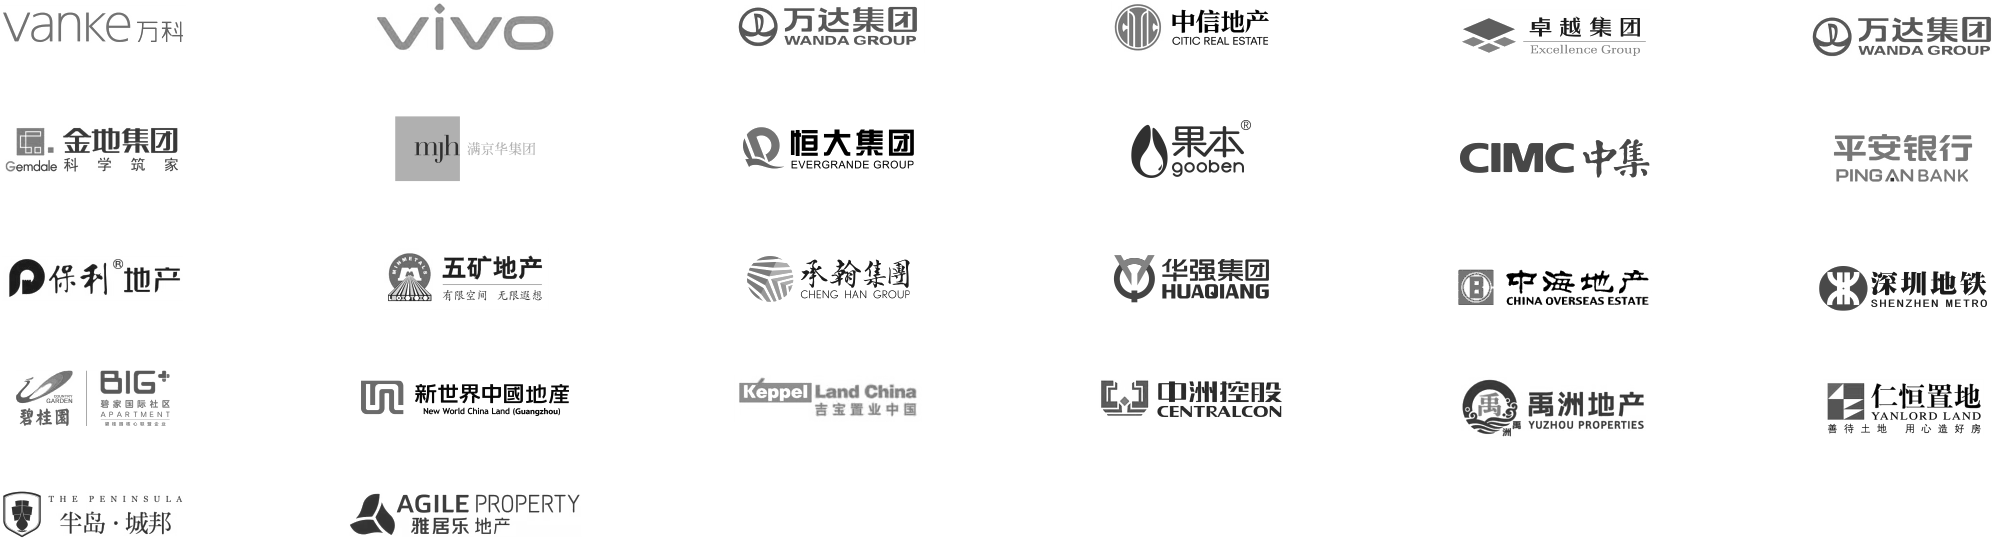 vanke 万科
vivo
万达集团
WANDA GROUP
中信地产
CITIC REAL ESTATE
卓越集团
Excellence Group
万达集团
WANDA GROUP
金地集团
Gemdale 科学筑家
mjh 满京华集团
恒大集团
EVERGRANDE GROUP
果本®
gooben
CIMC 中集
平安银行
PING AN BANK
保利®地产
MINMETALS
五矿地产
有限空间 无限遐想
承翰集團
CHENG HAN GROUP
华强集团
HUAQIANG
中海地产
CHINA OVERSEAS ESTATE
深圳地铁
SHENZHEN METRO
COUNTRY GARDEN
碧桂園
BIG+
碧家国际社区
APARTMENT
新世界中國地產
New World China Land (Guangzhou)
Keppel Land China
吉宝置业中国
中洲控股
CENTRALCON
禹
禹洲
禹洲地产
YUZHOU PROPERTIES
仁恒置地
YANLORD LAND
善待土地 用心造好房
THE PENINSULA
半岛·城邦
AGILE PROPERTY
雅居乐地产